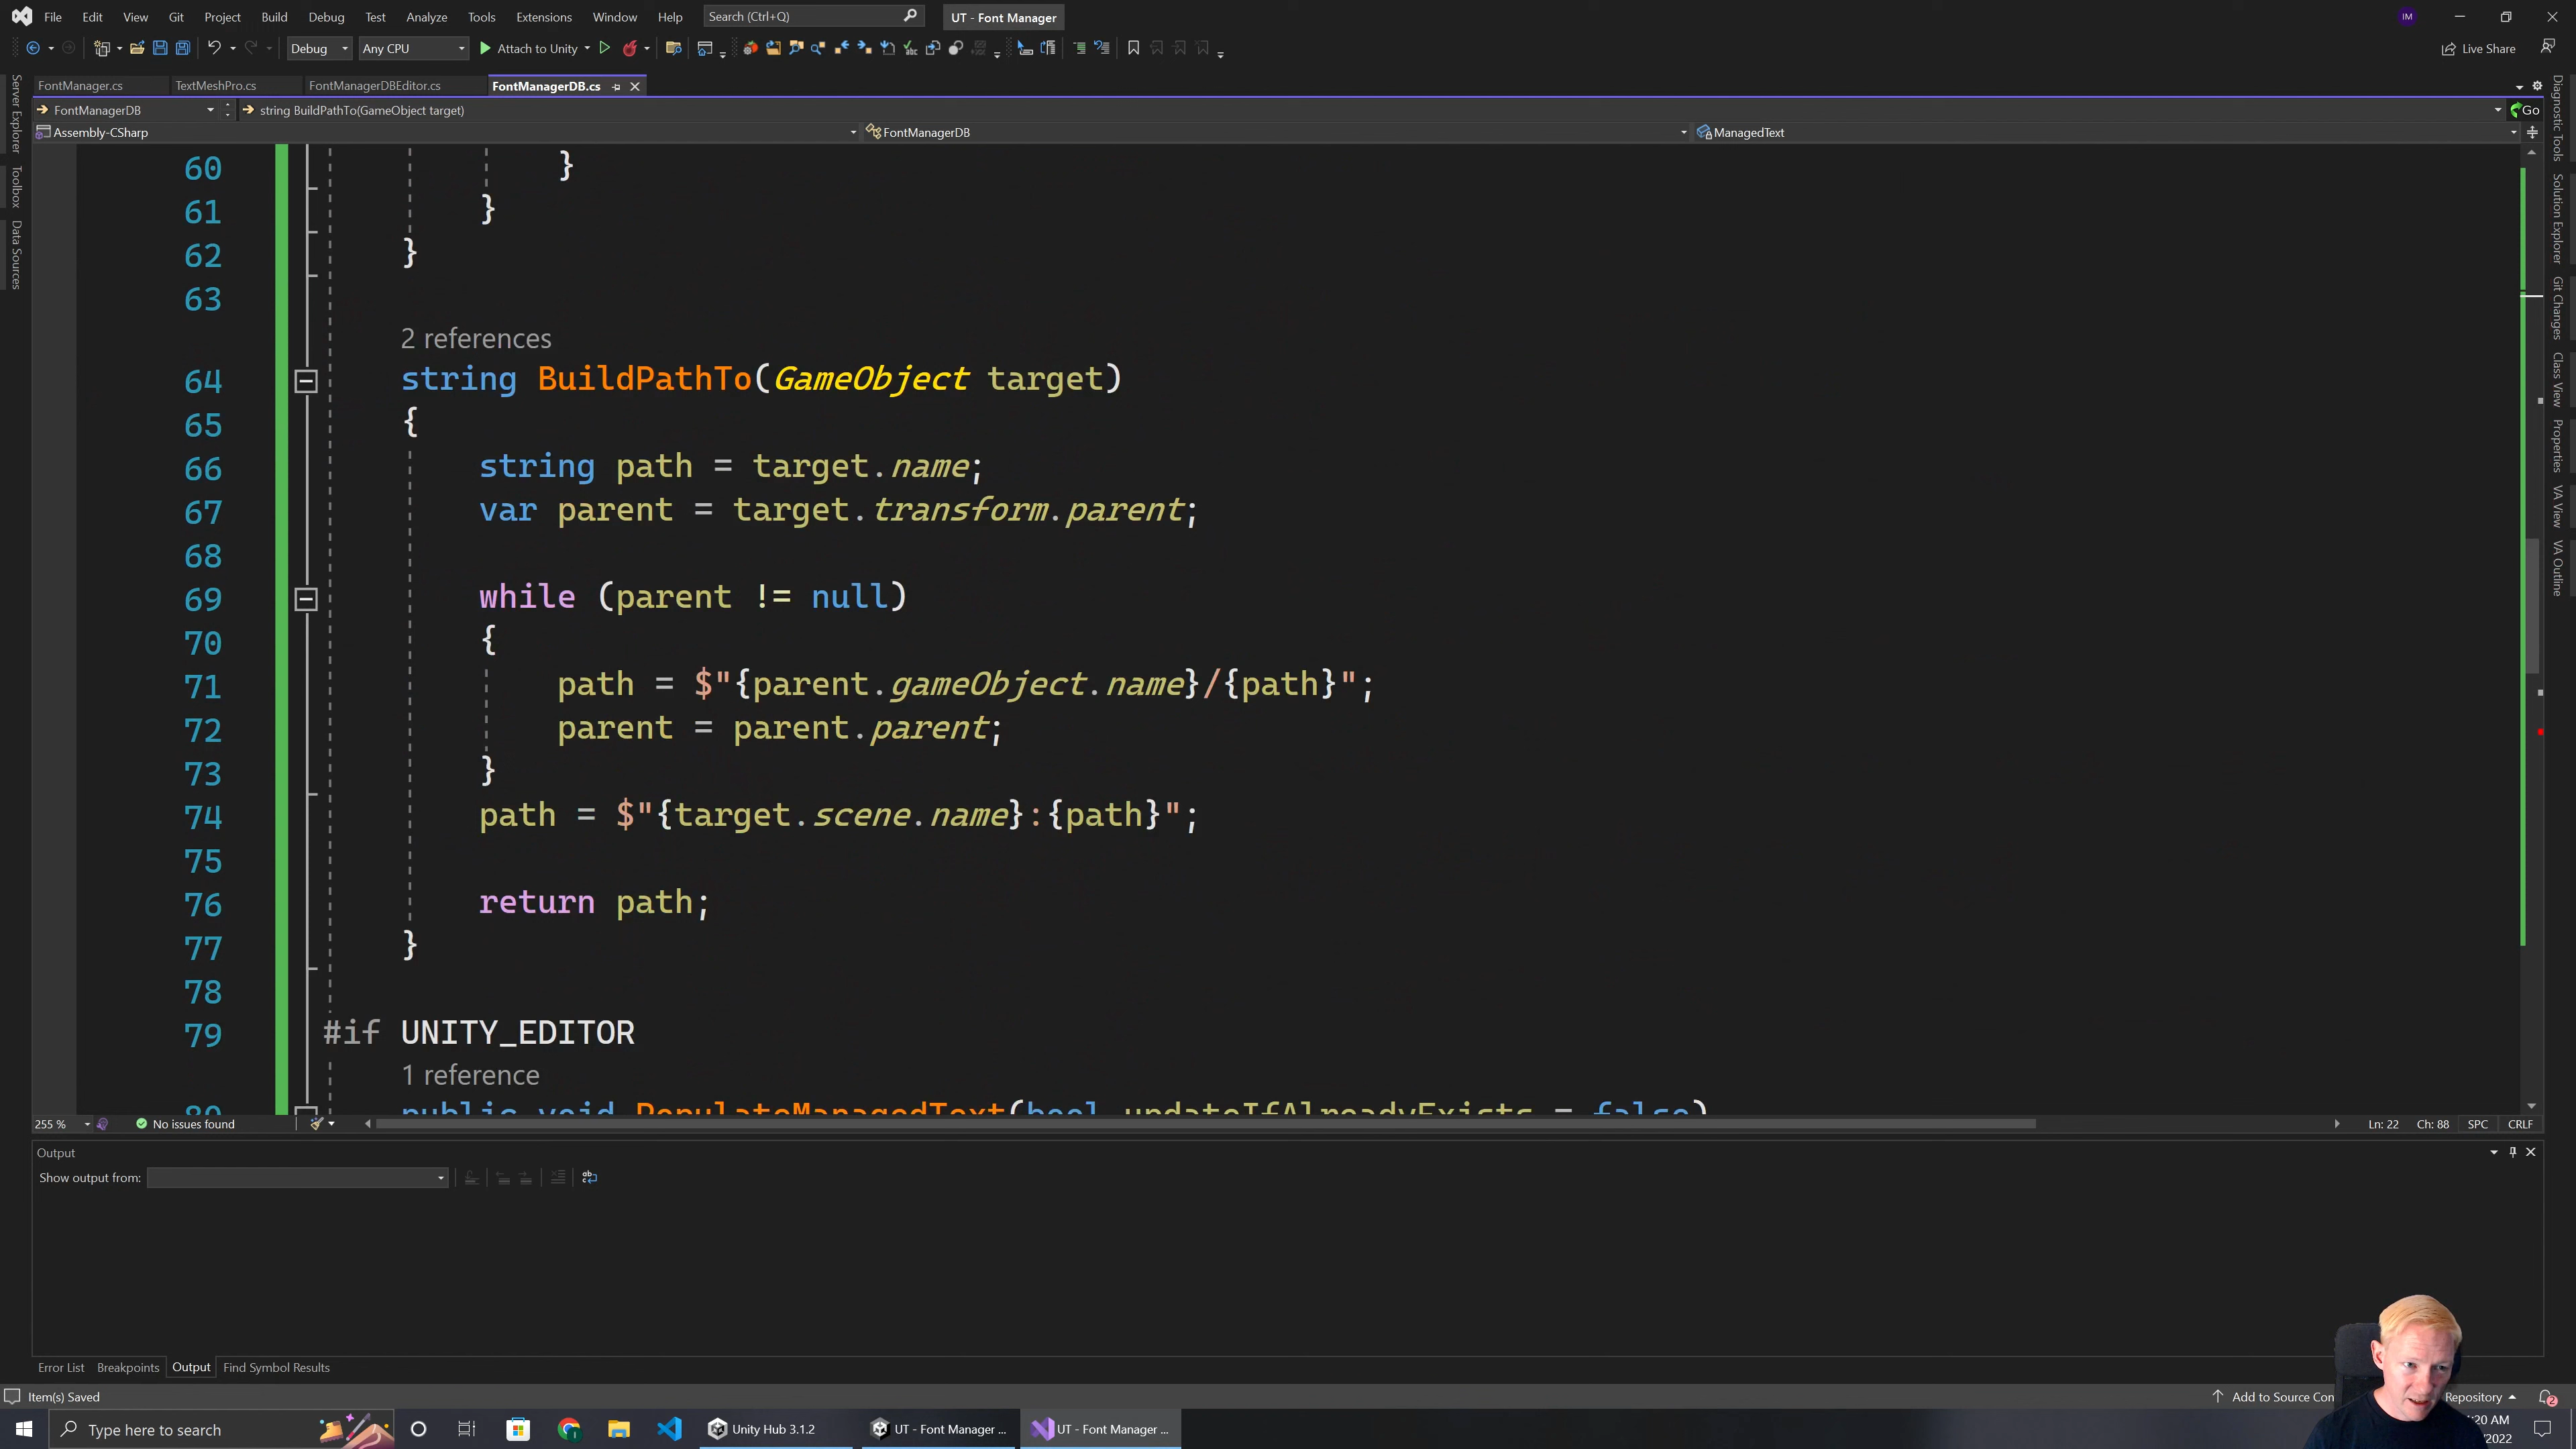 File Edit View Git Project Build Debug Test Analyze Tools Extensions Window Help Search (Ctrl+Q) UT - Font Manager IM
Debug Any CPU Attach to Unity Live Share
FontManager.cs TextMeshPro.cs FontManagerDBEditor.cs FontManagerDB.cs
FontManagerDB string BuildPathTo(GameObject target) Go
Assembly-CSharp FontManagerDB ManagedText
Server Explorer
Toolbox
Data Sources
60 }
61 }
62 }
63
2 references
64 string BuildPathTo(GameObject target)
65 {
66 string path = target.name;
67 var parent = target.transform.parent;
68
69 while (parent != null)
70 {
71 path = $"{parent.gameObject.name}/{path}";
72 parent = parent.parent;
73 }
74 path = $"{target.scene.name}:{path}";
75
76 return path;
77 }
78
79 #if UNITY_EDITOR
1 reference
80 public void PopulateManagedText(bool updateIfAlreadyExists = false)
Diagnostic Tools
Solution Explorer
Git Changes
Class View
Properties
VA View
VA Outline
255 % No issues found Ln: 22 Ch: 88 SPC CRLF
Output
Show output from:
Error List Breakpoints Output Find Symbol Results
Item(s) Saved Add to Source Con Repository 2
Type here to search Unity Hub 3.1.2 UT - Font Manager ... UT - Font Manager ...
:20 AM
/2022